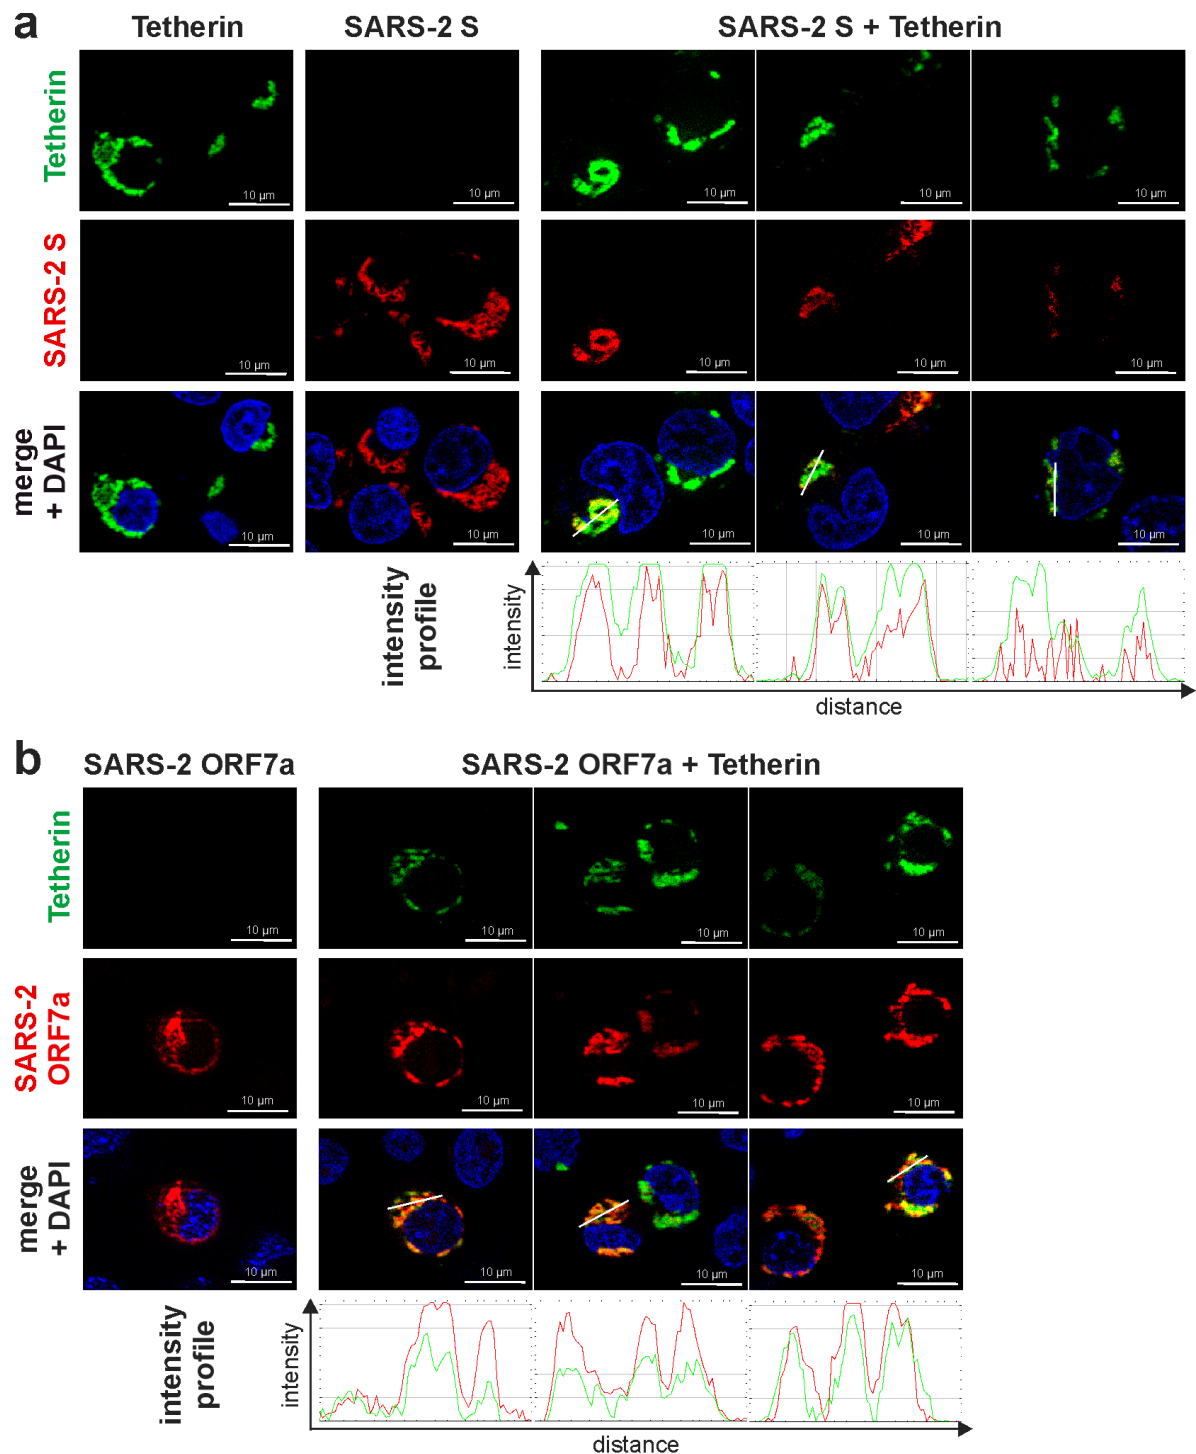 a
Tetherin SARS-2 S SARS-2 S + Tetherin
Tetherin
10 µm 10 µm 10 µm 10 µm 10 µm
SARS-2 S
10 µm 10 µm 10 µm 10 µm 10 µm
merge
+ DAPI
10 µm 10 µm 10 µm 10 µm 10 µm
intensity
profile
intensity
distance
b
SARS-2 ORF7a SARS-2 ORF7a + Tetherin
Tetherin
10 µm 10 µm 10 µm 10 µm
SARS-2
ORF7a
10 µm 10 µm 10 µm 10 µm
merge
+ DAPI
10 µm 10 µm 10 µm 10 µm
intensity
profile
intensity
distance